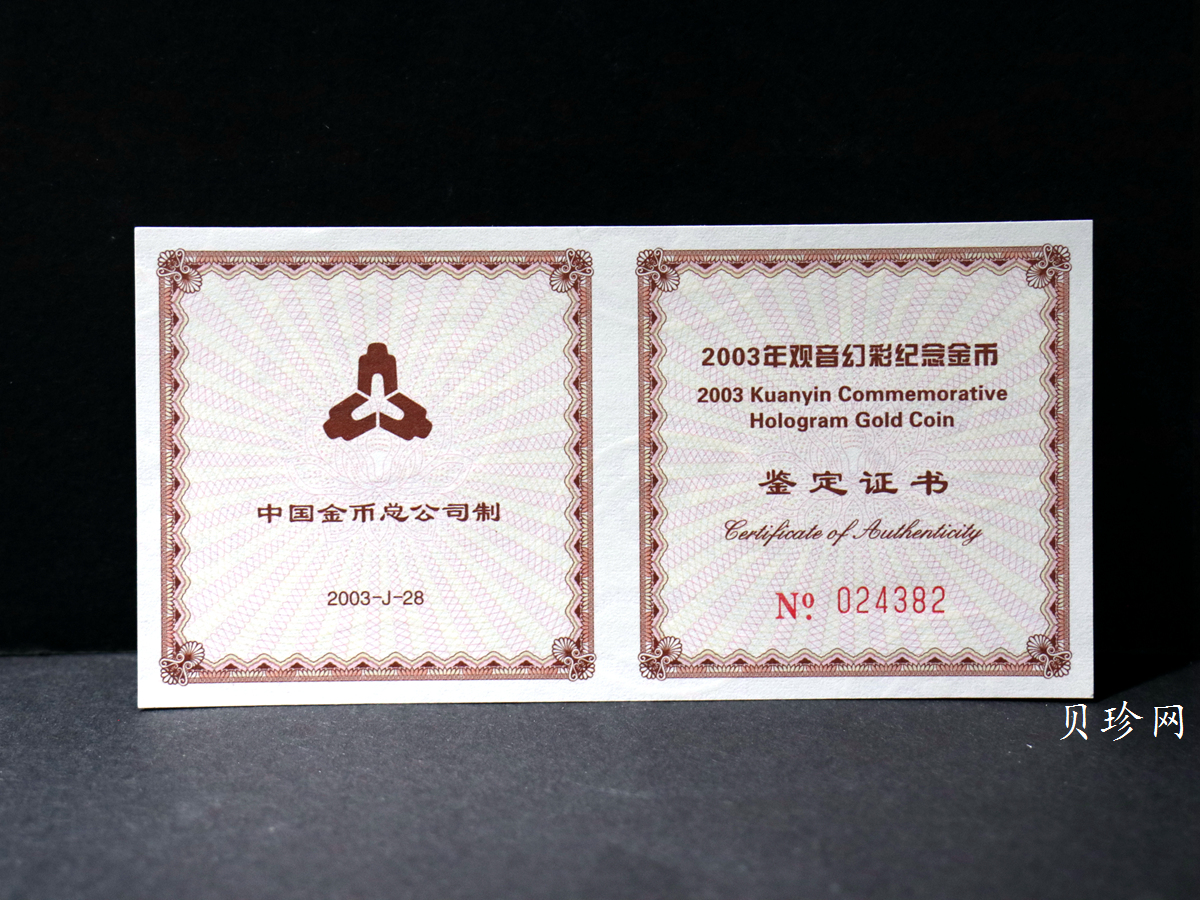 中国金币总公司制
2003-J-28
2003年观音幻彩纪念金币
2003 Kuanyin Commemorative
Hologram Gold Coin
鉴定证书
Certificate of Authenticity
Nº 024382
贝珍网